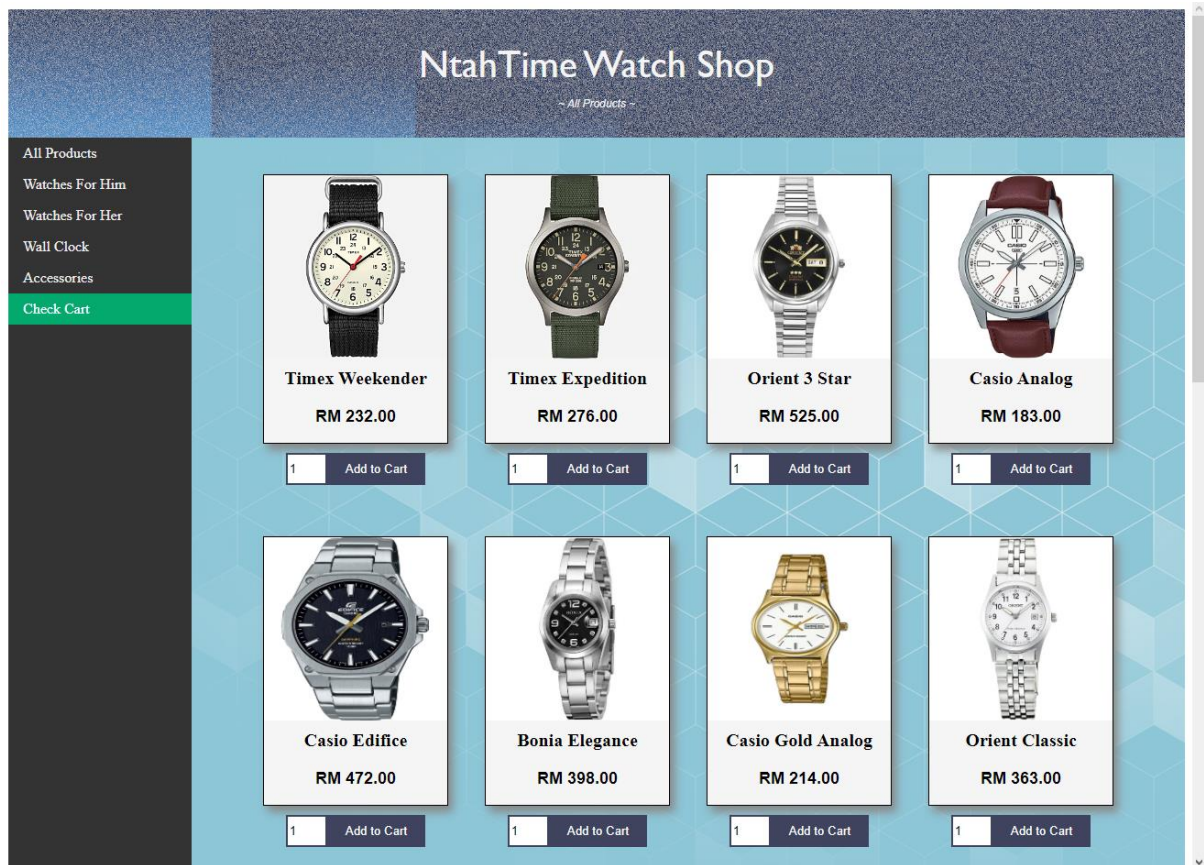 NtahTime Watch Shop
~ All Products ~
All Products
Watches For Him
Watches For Her
Wall Clock
Accessories
Check Cart
Timex Weekender
RM 232.00
1 Add to Cart
Timex Expedition
RM 276.00
1 Add to Cart
Orient 3 Star
RM 525.00
1 Add to Cart
Casio Analog
RM 183.00
1 Add to Cart
Casio Edifice
RM 472.00
1 Add to Cart
Bonia Elegance
RM 398.00
1 Add to Cart
Casio Gold Analog
RM 214.00
1 Add to Cart
Orient Classic
RM 363.00
1 Add to Cart